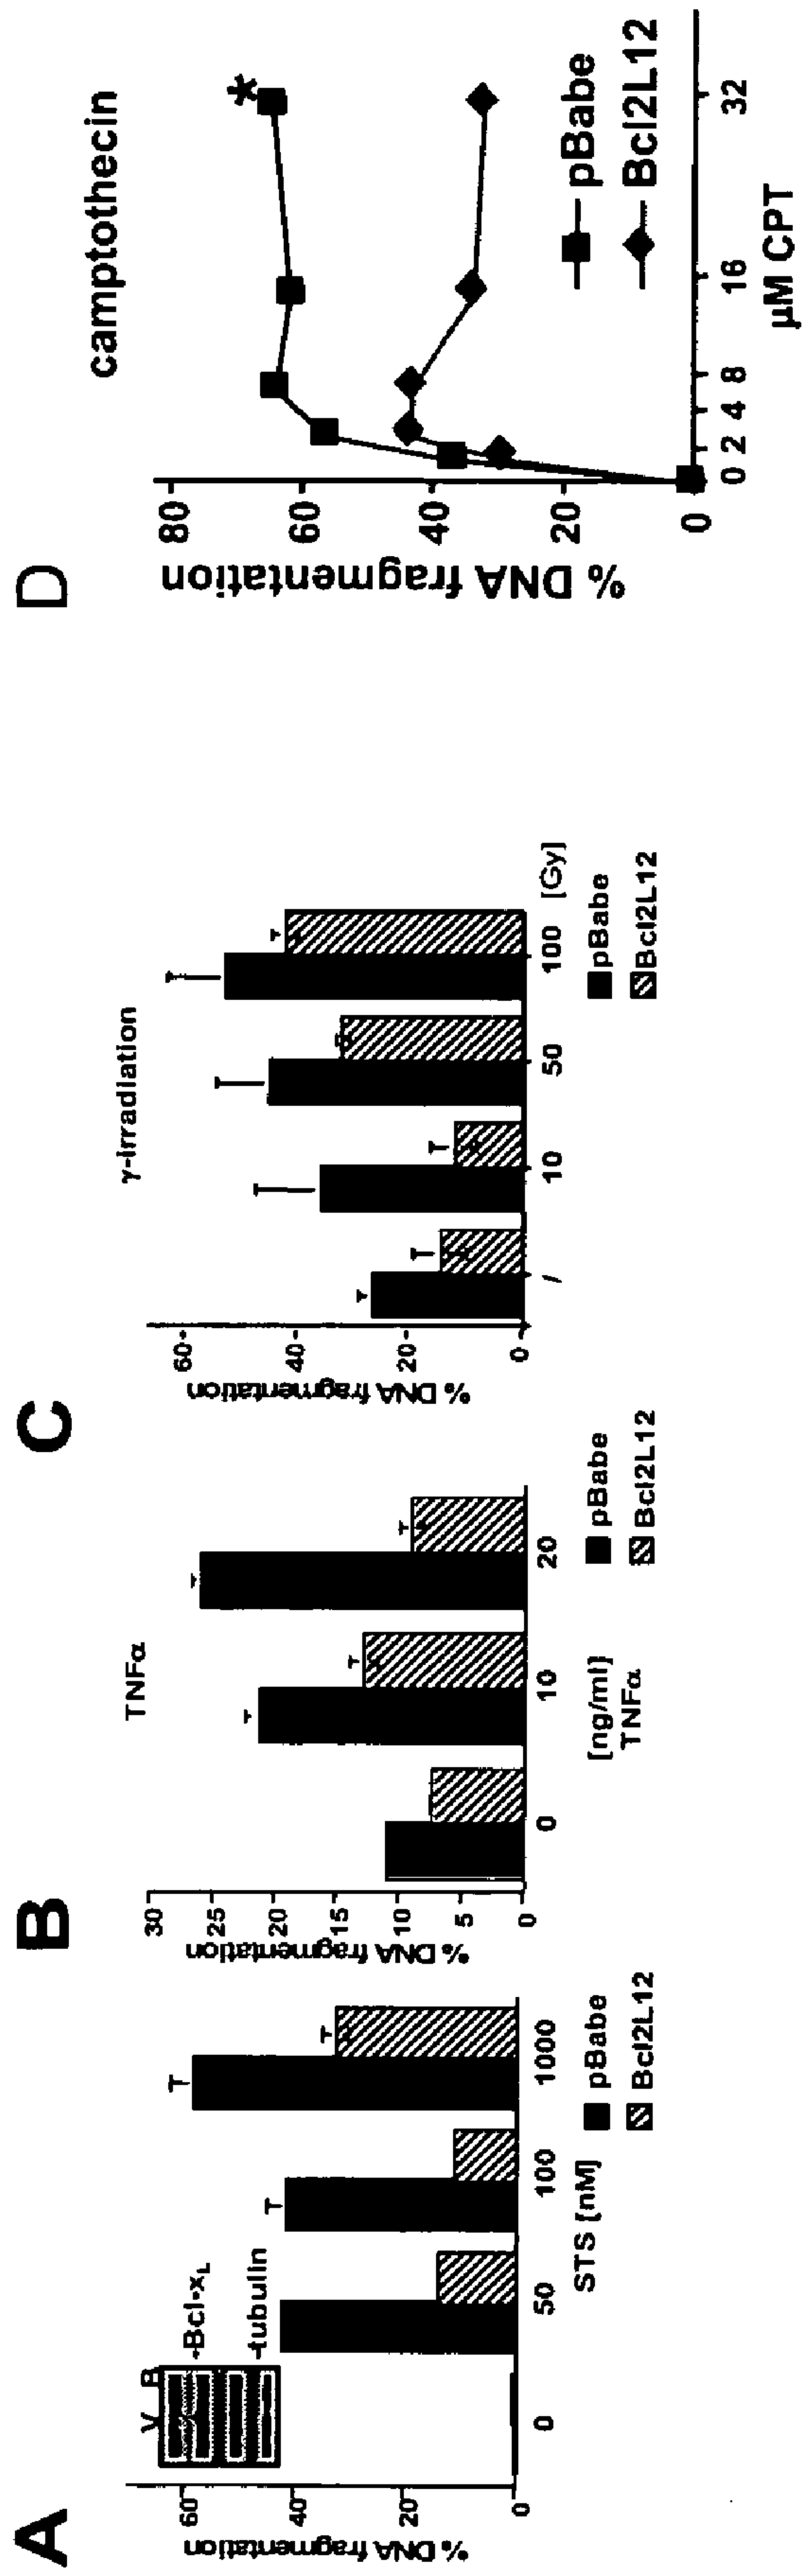 A
% DNA fragmentation
60
40
20
0
V B
-Bcl-xL
-tubulin
0 50 100 1000
STS [nM]
pBabe
Bcl2L12
B
TNFα
% DNA fragmentation
30
25
20
15
10
5
0
0 10 20
[ng/ml]
TNFα
pBabe
Bcl2L12
C
γ-irradiation
% DNA fragmentation
60
40
20
0
/ 10 50 100 [Gy]
pBabe
Bcl2L12
D
camptothecin
% DNA fragmentation
80
60
40
20
0
*
0 2 4 8 16 32
µM CPT
pBabe
Bcl2L12